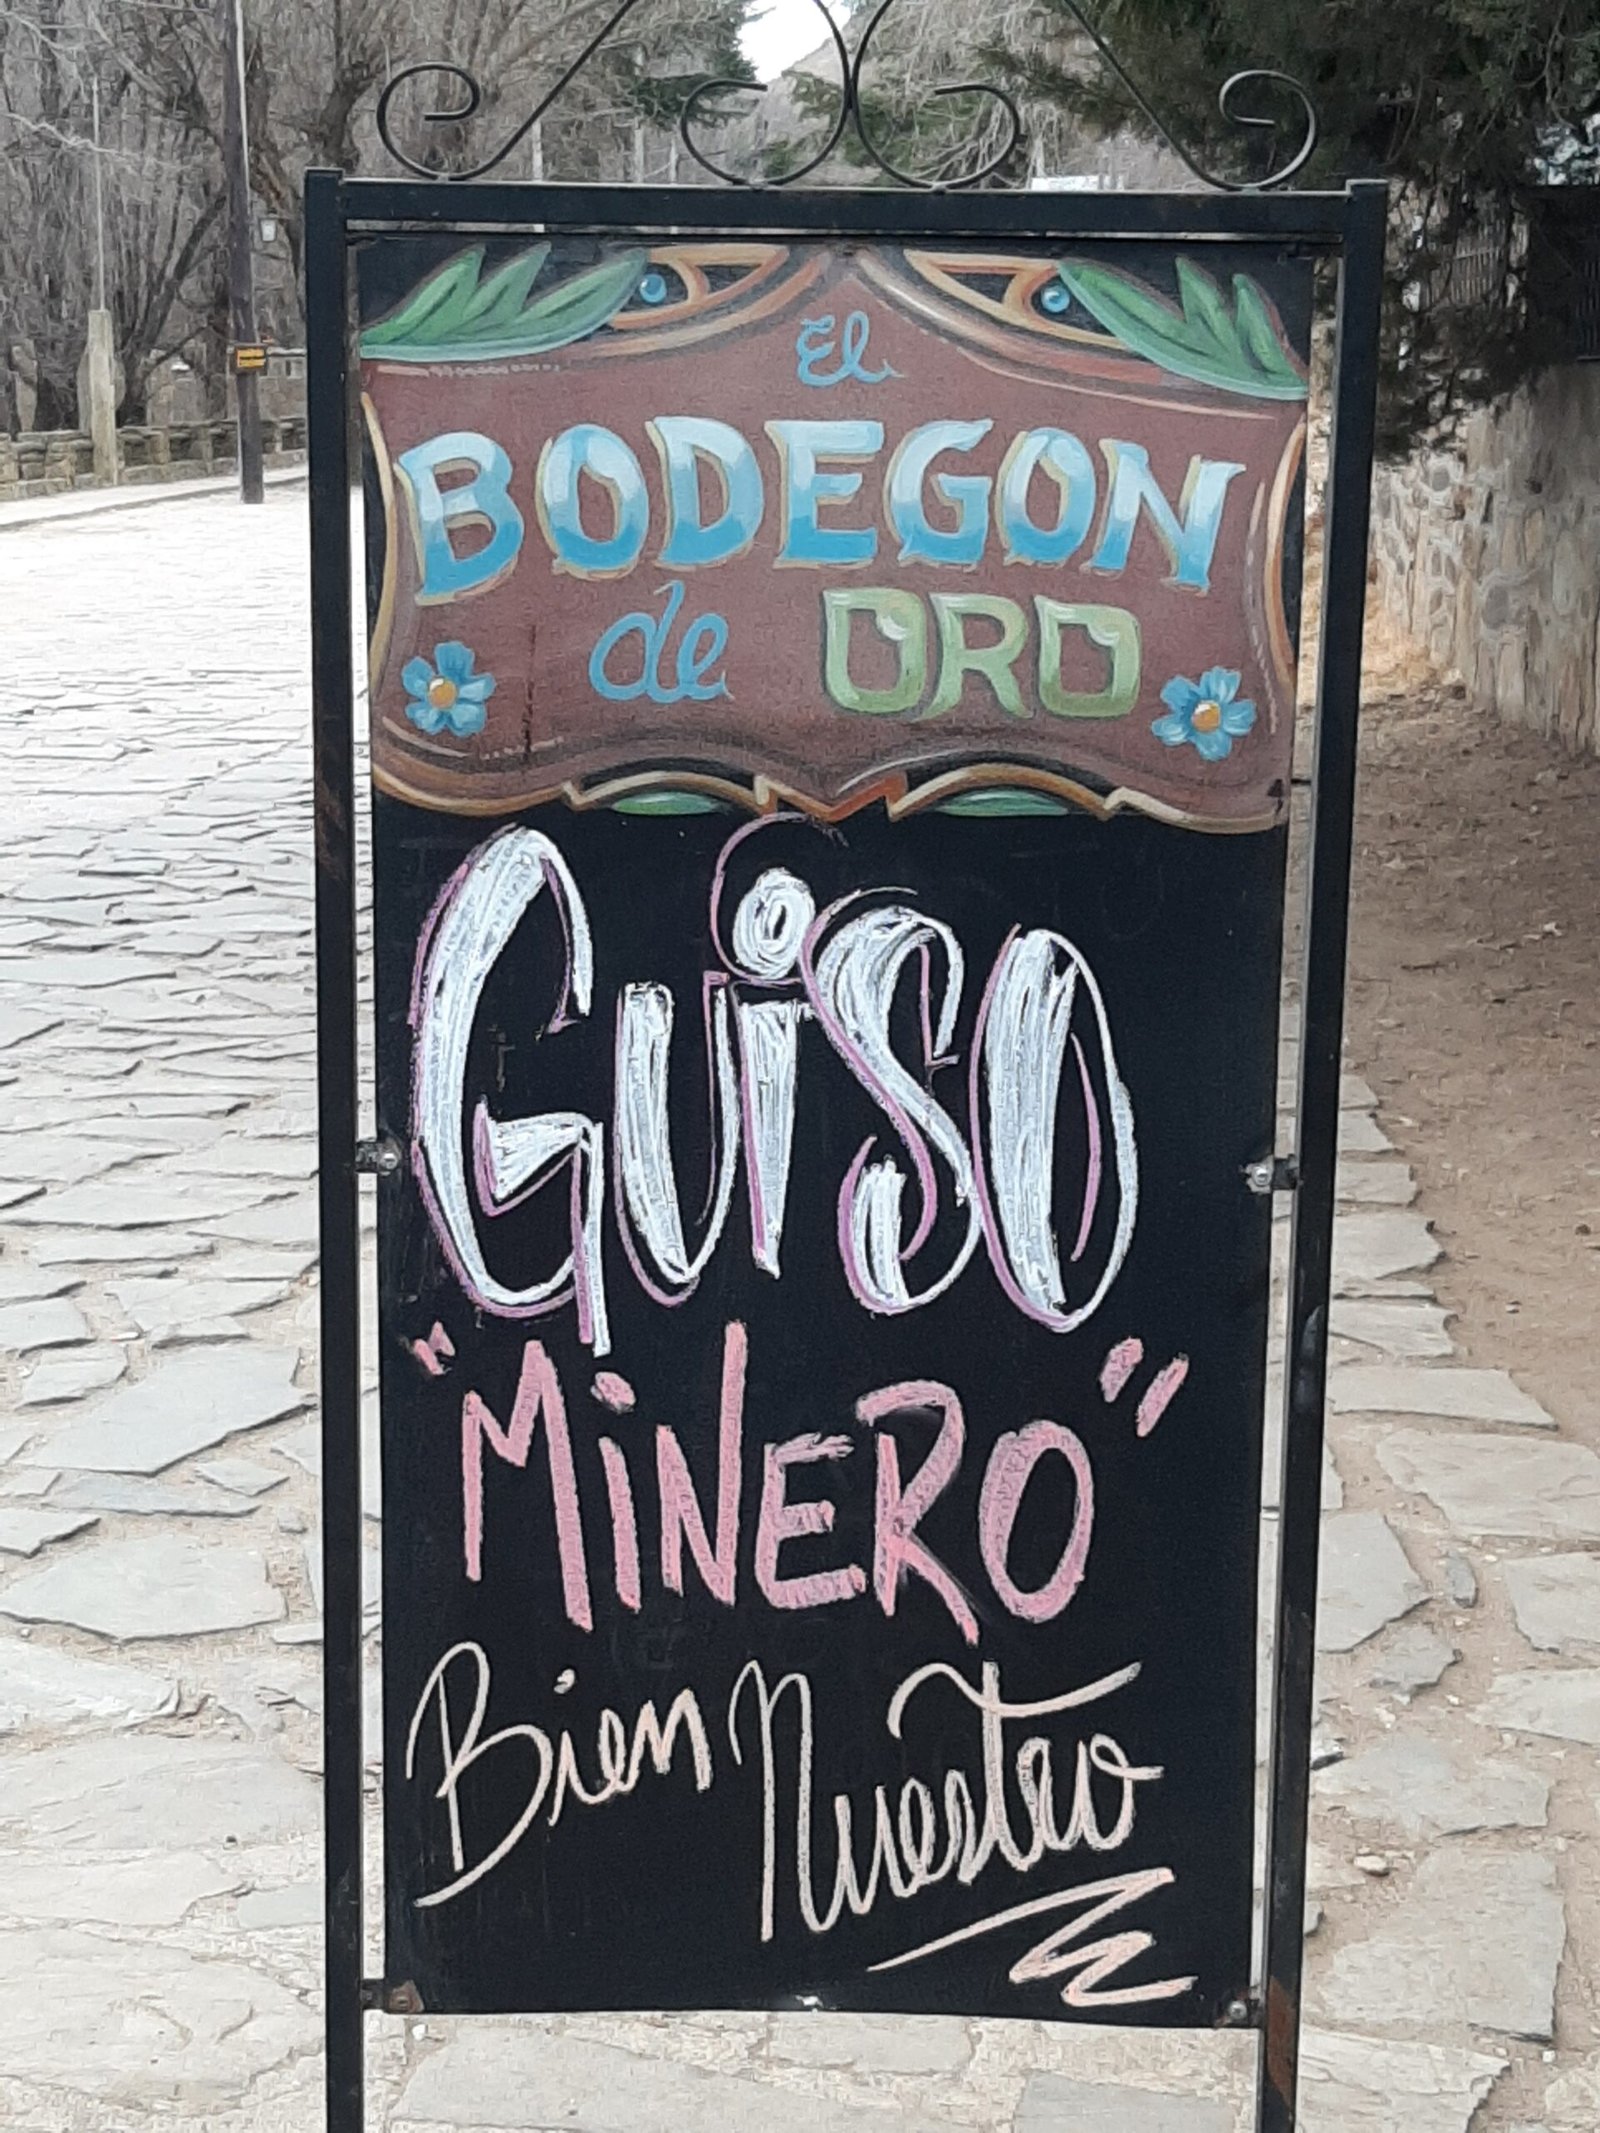 El
BODEGON
de ORO
GUiSO
"MiNERO"
Bien Nuestro